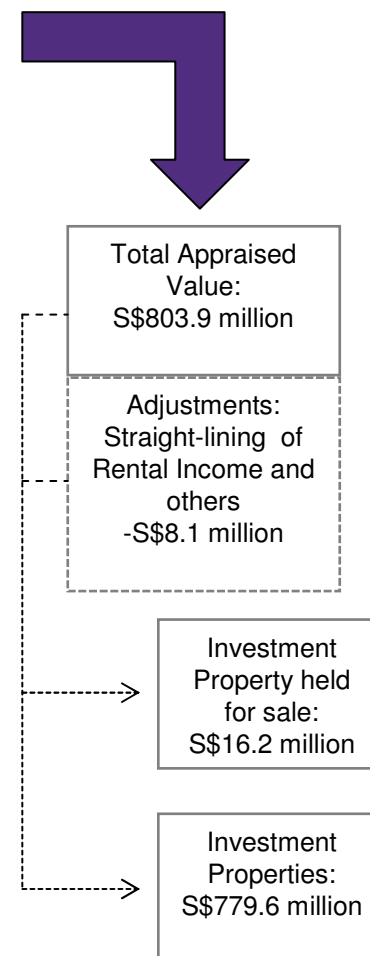 Total Appraised
Value:
S$803.9 million
Adjustments:
Straight-lining of
Rental Income and
others
-S$8.1 million
Investment
Property held
for sale:
S$16.2 million
Investment
Properties:
S$779.6 million